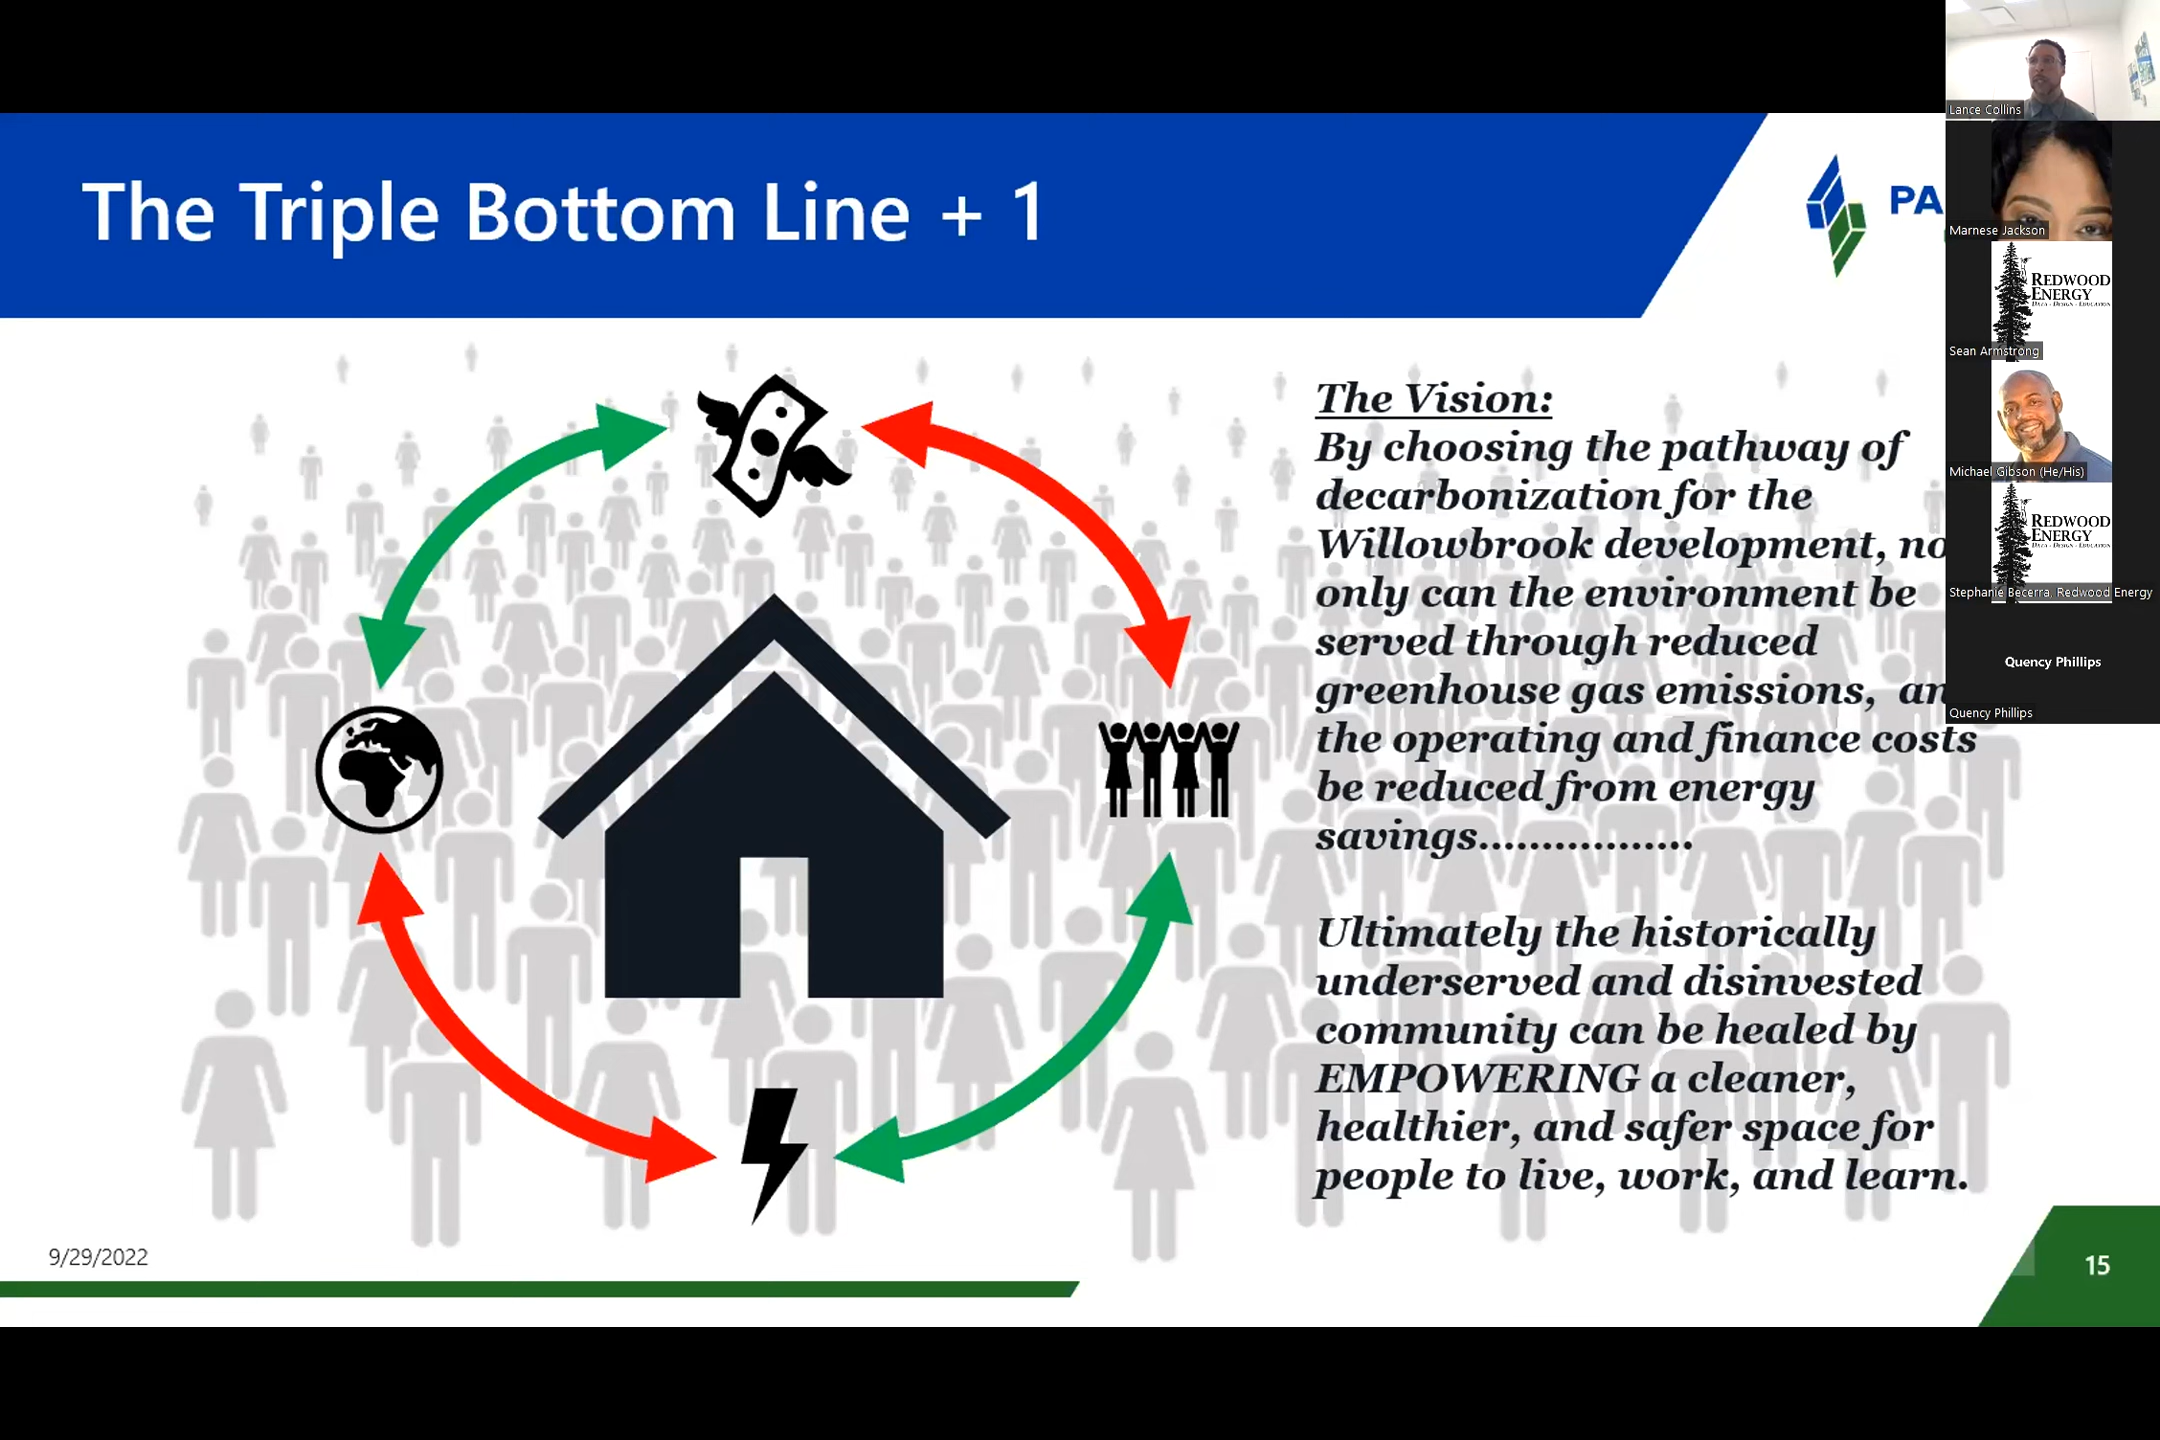 The Triple Bottom Line + 1
PA
The Vision:
By choosing the pathway of
decarbonization for the
Willowbrook development, no
only can the environment be
served through reduced
greenhouse gas emissions, an
the operating and finance costs
be reduced from energy
savings.................
Ultimately the historically
underserved and disinvested
community can be healed by
EMPOWERING a cleaner,
healthier, and safer space for
people to live, work, and learn.
9/29/2022
15
Lance Collins
Marnese Jackson
REDWOOD
ENERGY
Sean Armstrong
Michael Gibson (He/His)
REDWOOD
ENERGY
Stephanie Becerra, Redwood Energy
Quency Phillips
Quency Phillips